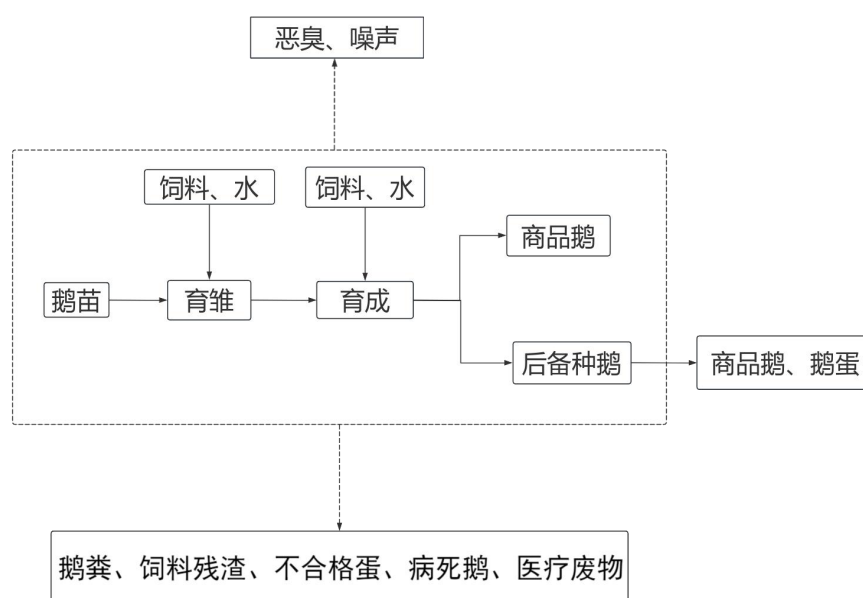 恶臭、噪声
饲料、水
饲料、水
商品鹅
鹅苗
育雏
育成
后备种鹅
商品鹅、鹅蛋
鹅粪、饲料残渣、不合格蛋、病死鹅、医疗废物